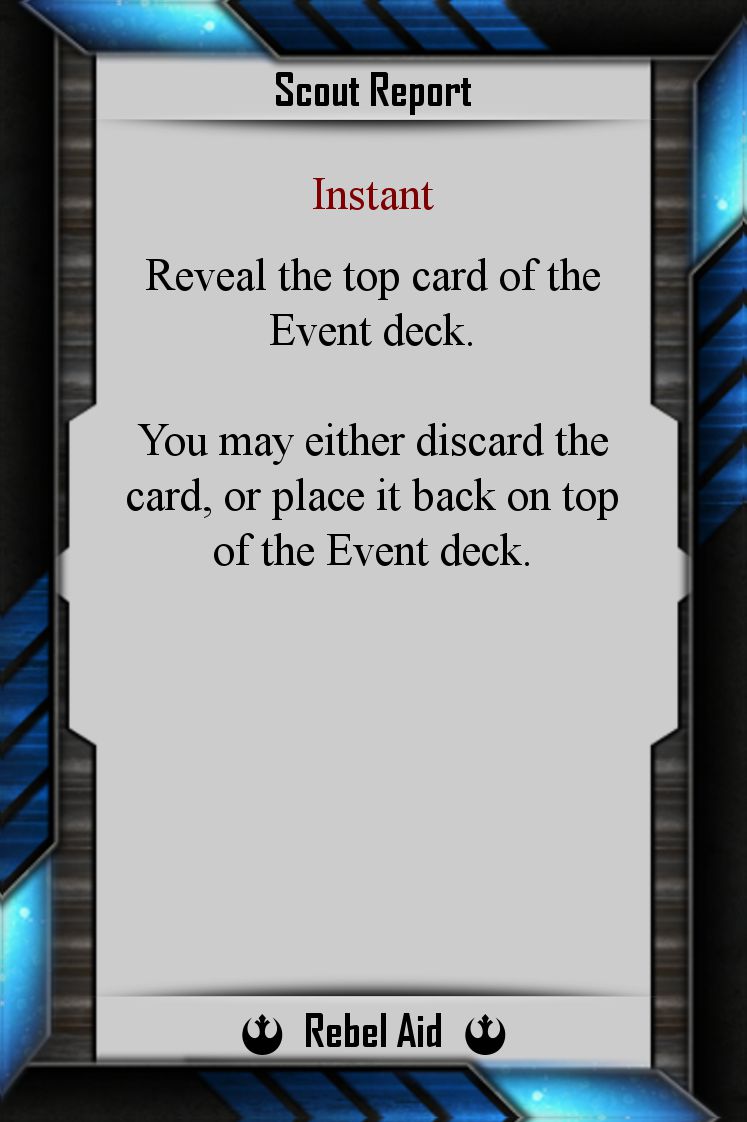 Scout Report
Instant
Reveal the top card of the
Event deck.
You may either discard the
card, or place it back on top
of the Event deck.
Rebel Aid